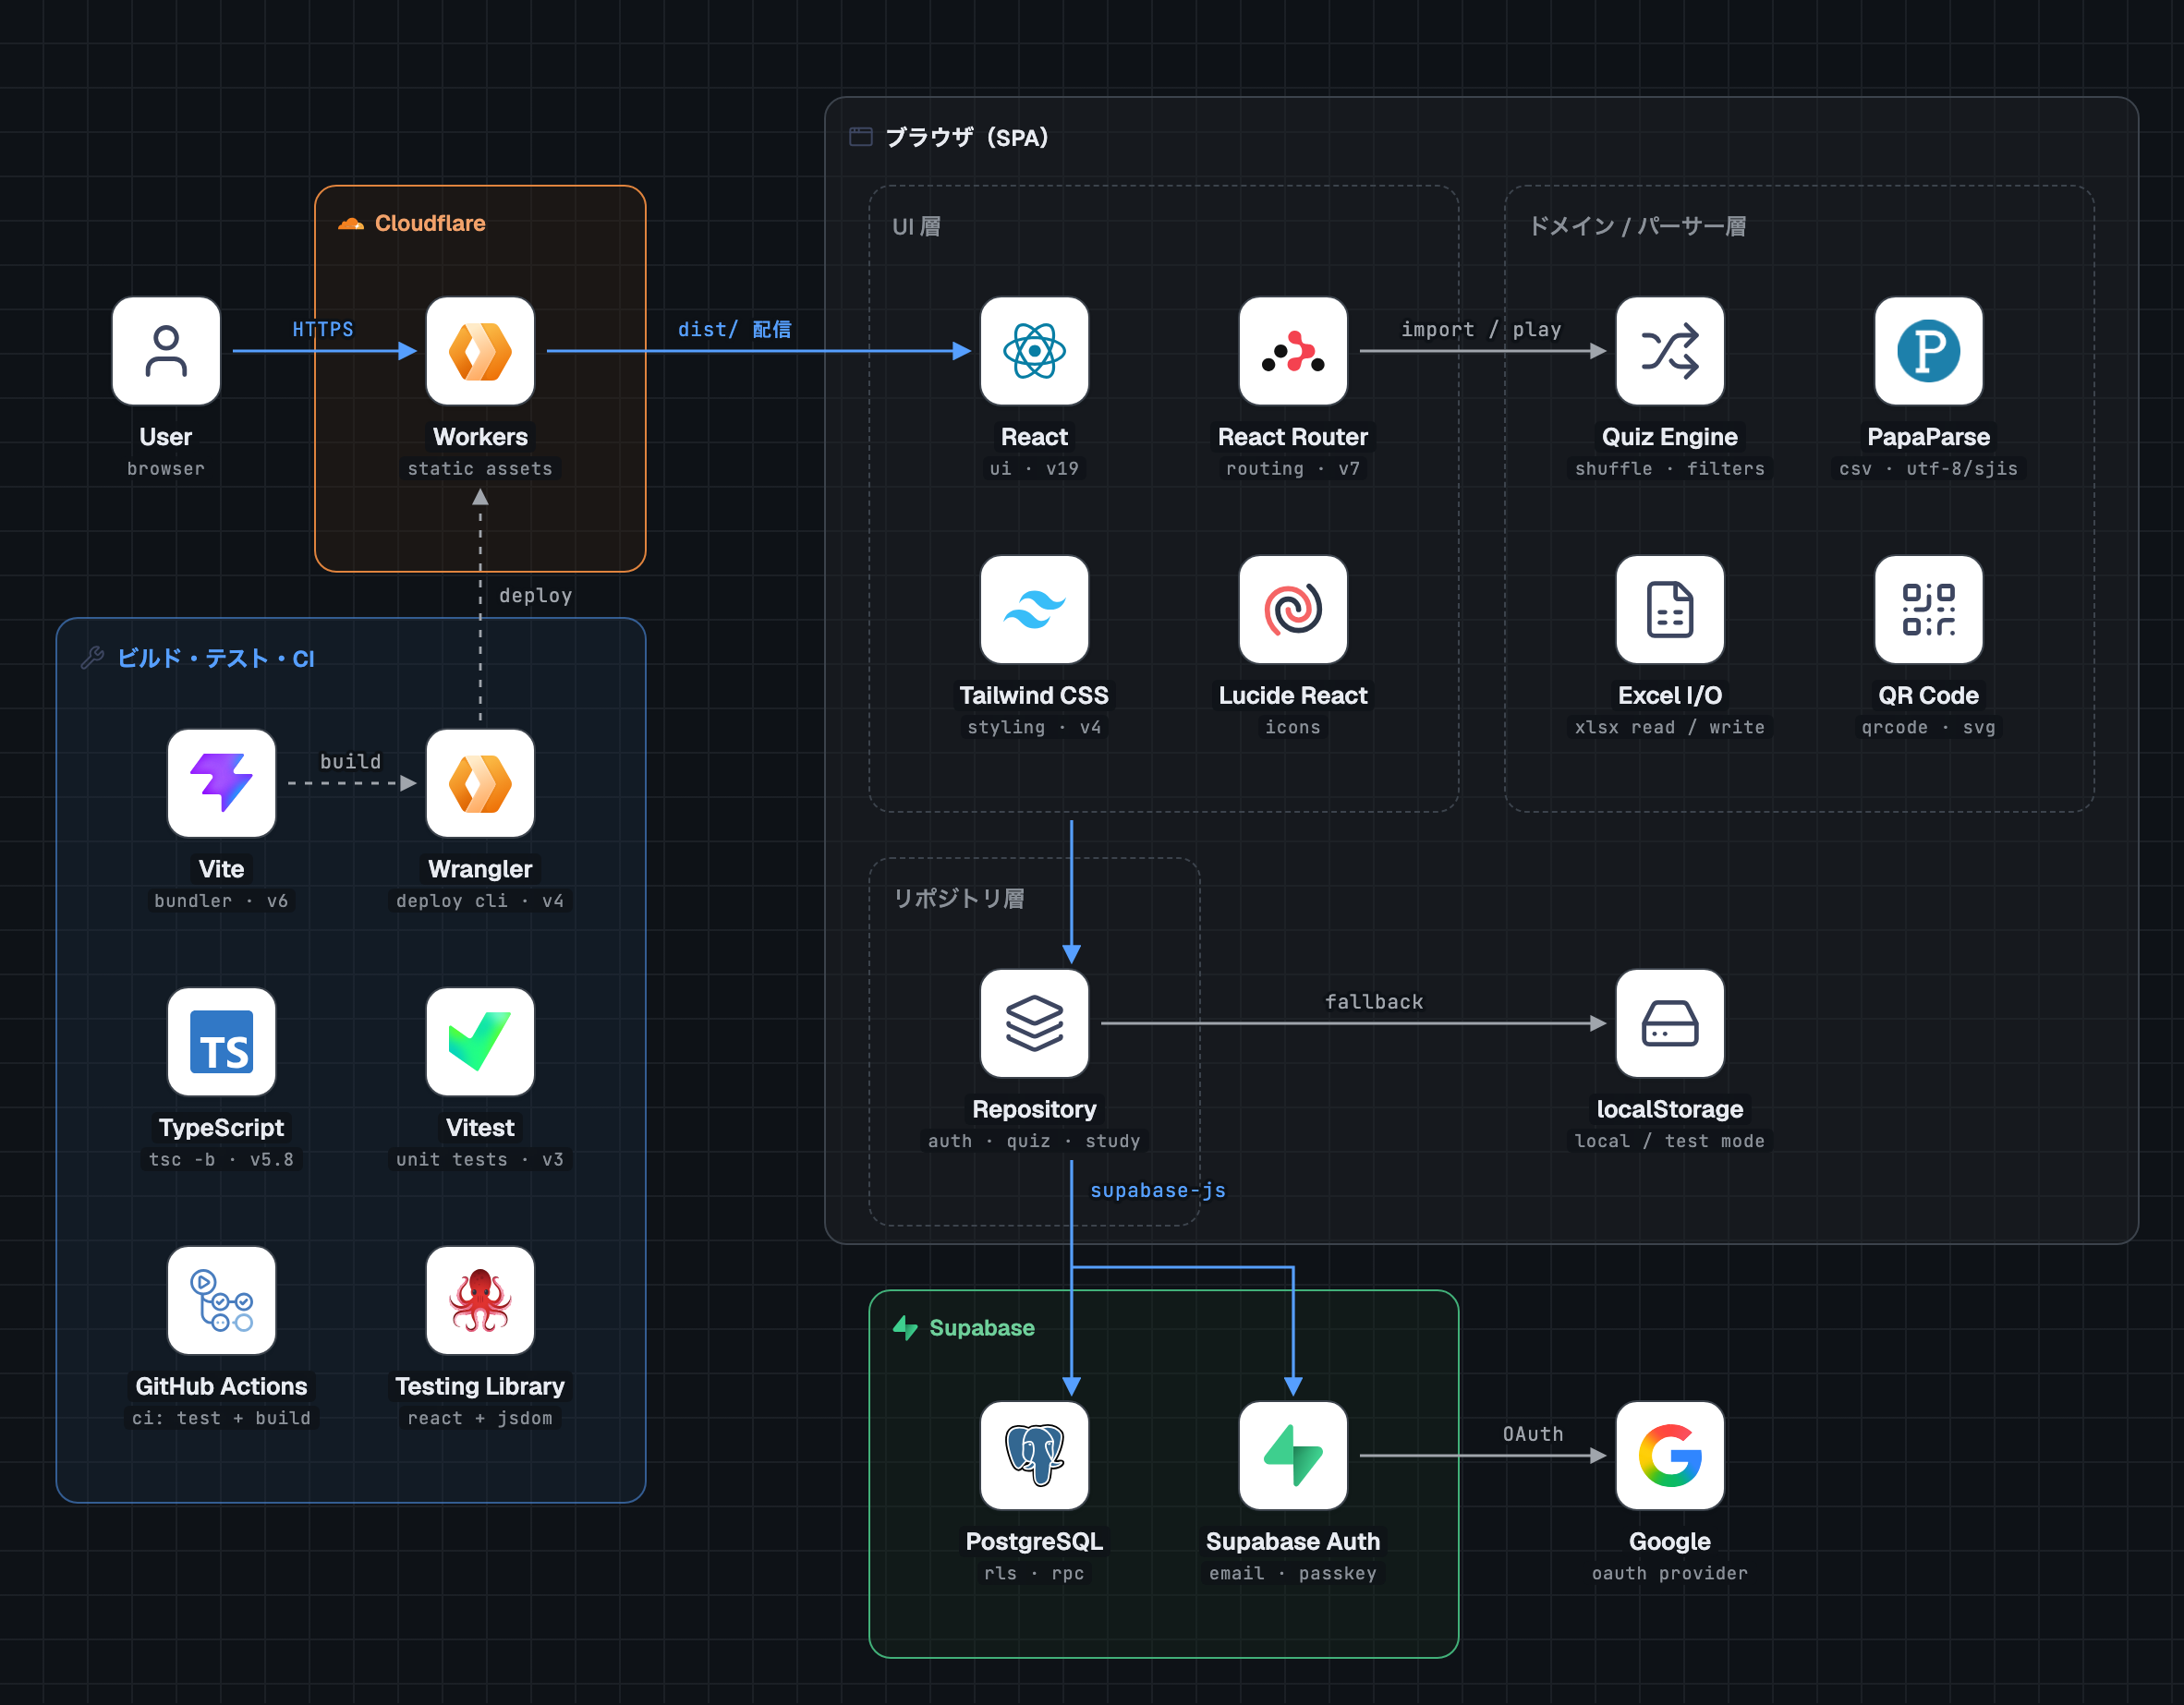 ブラウザ（SPA）
Cloudflare
UI 層
ドメイン / パーサー層
HTTPS
dist/ 配信
import / play
P
User
browser
Workers
static assets
React
ui · v19
React Router
routing · v7
Quiz Engine
shuffle · filters
PapaParse
csv · utf-8/sjis
deploy
ビルド・テスト・CI
Tailwind CSS
styling · v4
Lucide React
icons
Excel I/O
xlsx read / write
QR Code
qrcode · svg
build
Vite
bundler · v6
Wrangler
deploy cli · v4
リポジトリ層
fallback
TS
TypeScript
tsc -b · v5.8
Vitest
unit tests · v3
Repository
auth · quiz · study
localStorage
local / test mode
supabase-js
GitHub Actions
ci: test + build
Testing Library
react + jsdom
Supabase
OAuth
G
PostgreSQL
rls · rpc
Supabase Auth
email · passkey
Google
oauth provider